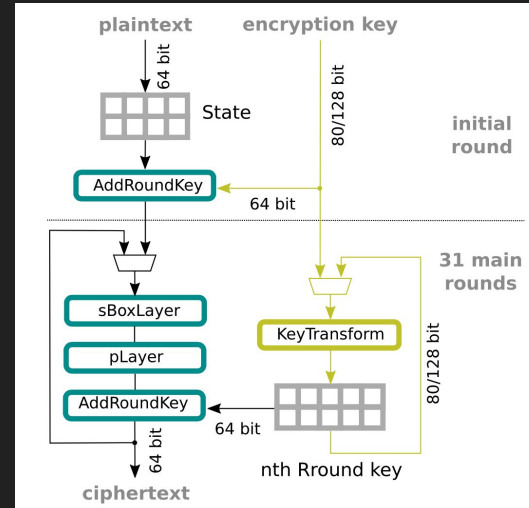 plaintext
encryption key
64 bit
80/128 bit
State
initial
round
AddRoundKey
64 bit
31 main
rounds
sBoxLayer
KeyTransform
pLayer
80/128 bit
AddRoundKey
64 bit
64 bit
nth Rround key
ciphertext